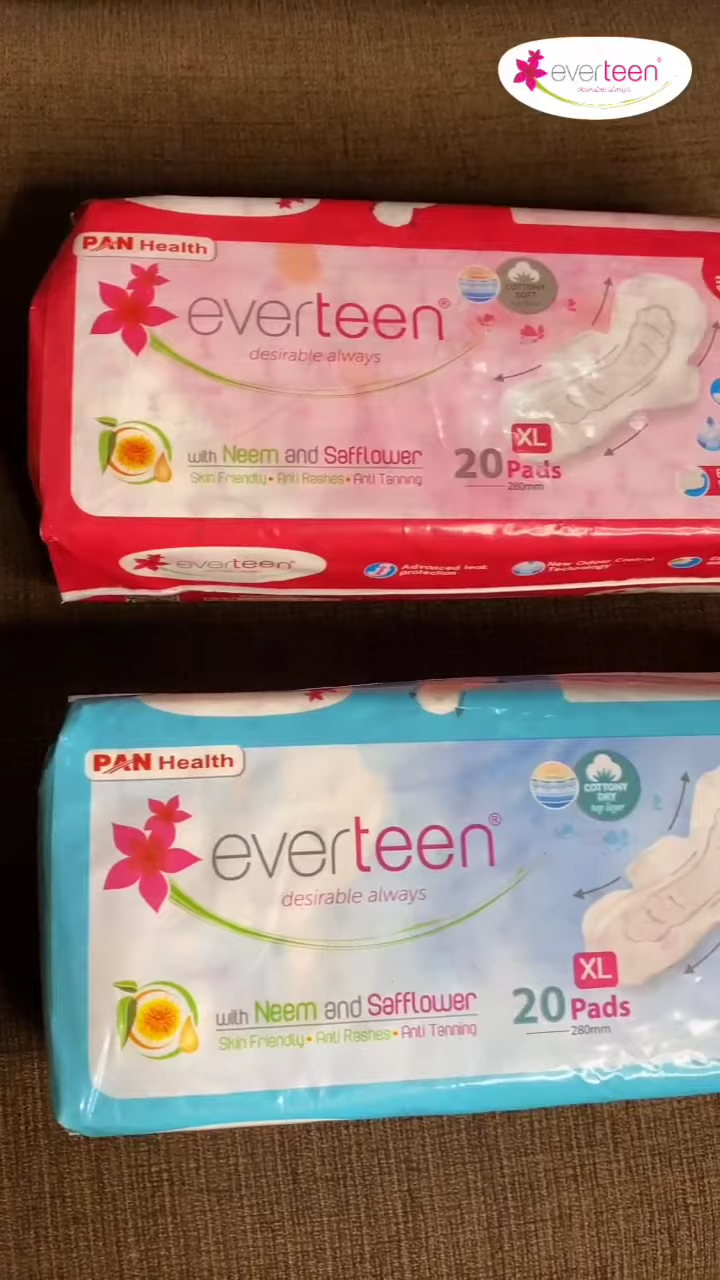 everteen®
desirable always
PAN Health
everteen®
desirable always
COTTONY
SOFT
with Neem and Safflower
Skin Friendly • Anti Rashes • Anti Tanning
XL
20 Pads
280mm
everteen
Advanced leak
protection
New Odour Control
Technology
PAN Health
everteen®
desirable always
COTTONY
DRY
top layer
with Neem and Safflower
Skin Friendly • Anti Rashes • Anti Tanning
XL
20 Pads
280mm